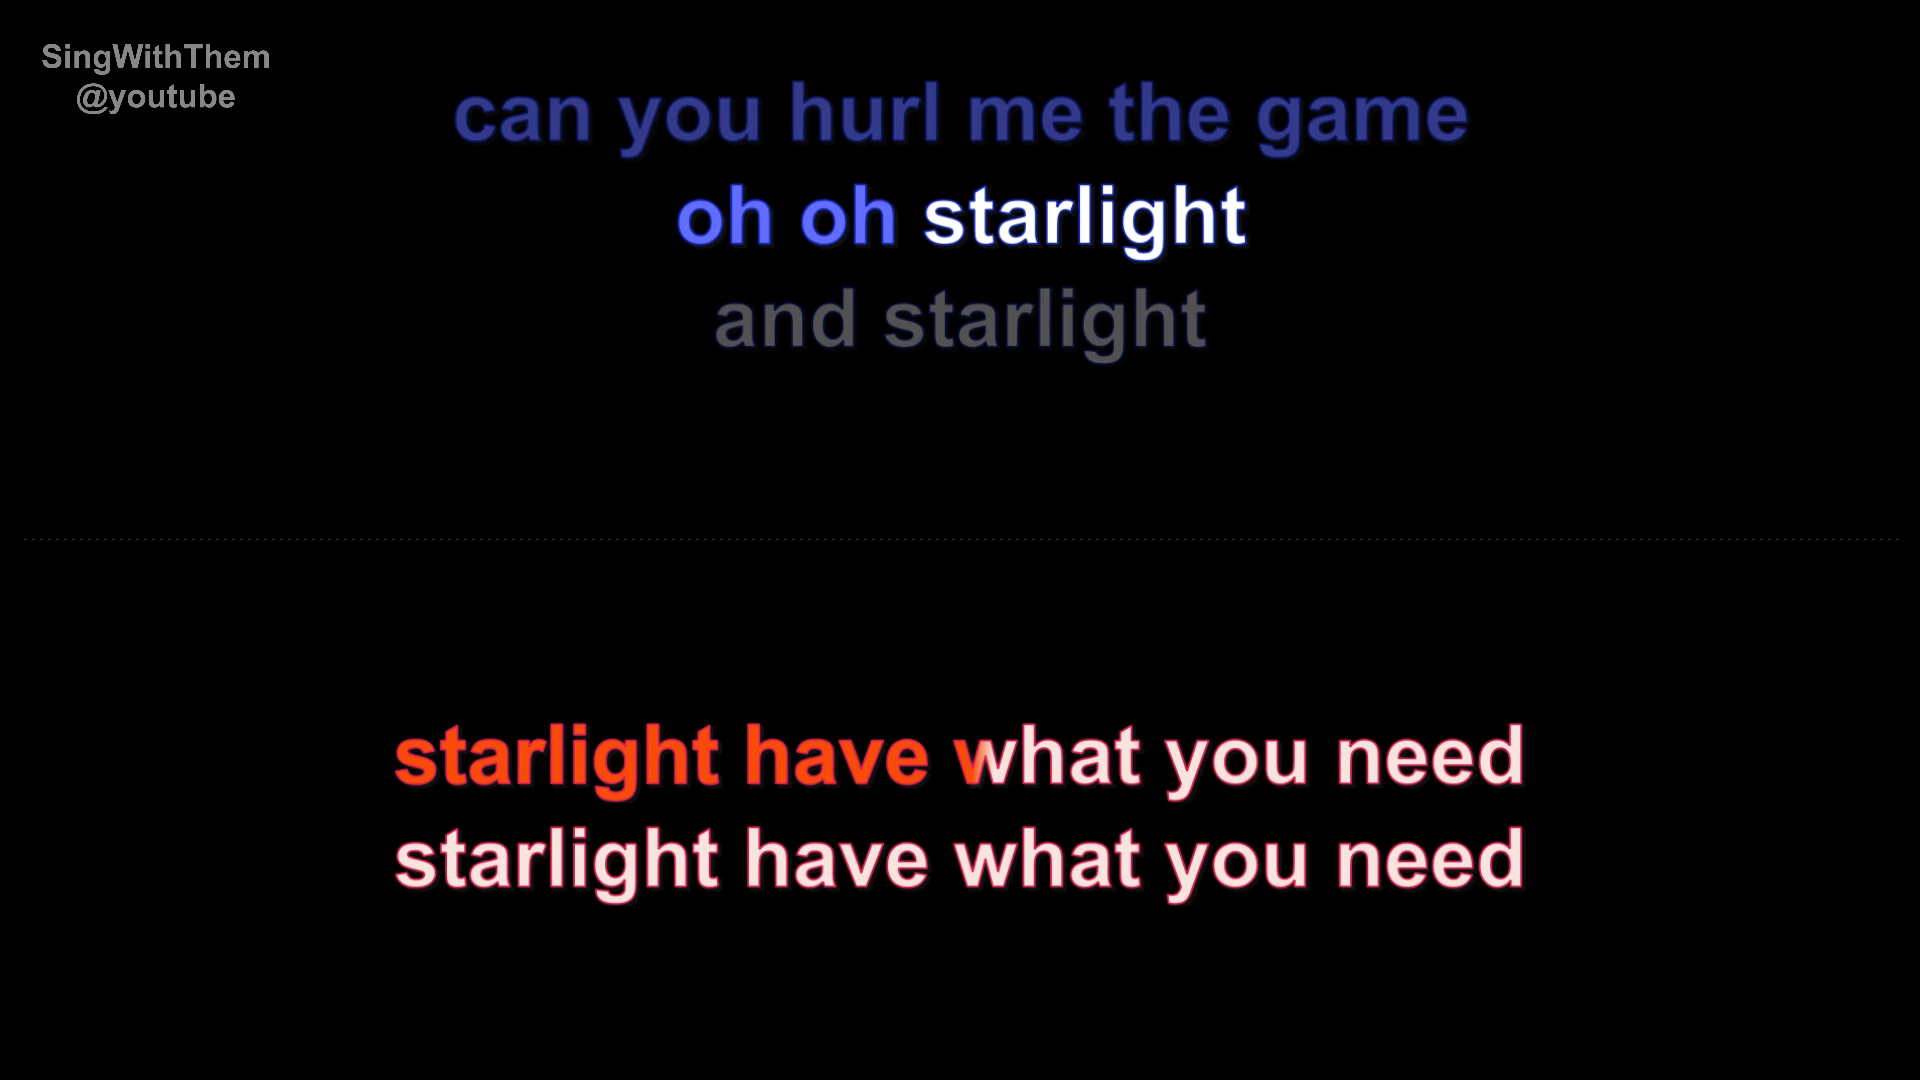 SingWithThem
@youtube
can you hurl me the game
oh oh starlight
and starlight
starlight have what you need
starlight have what you need